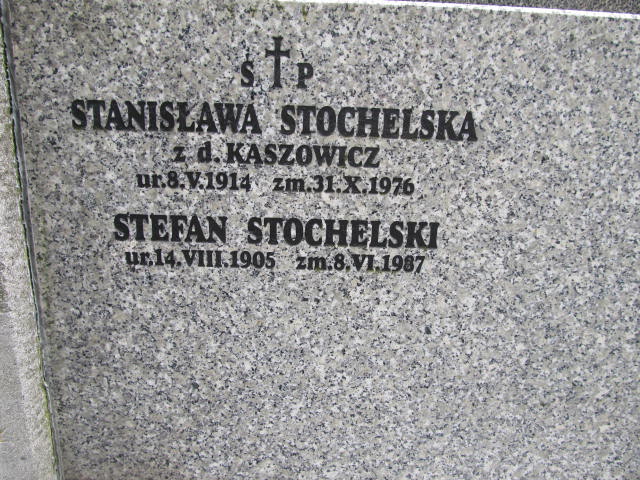 Ś † P
STANISŁAWA STOCHELSKA
z d. KASZOWICZ
ur.8.V.1914 zm.31.X.1976
STEFAN STOCHELSKI
ur.14.VIII.1905 zm.8.VI.1987